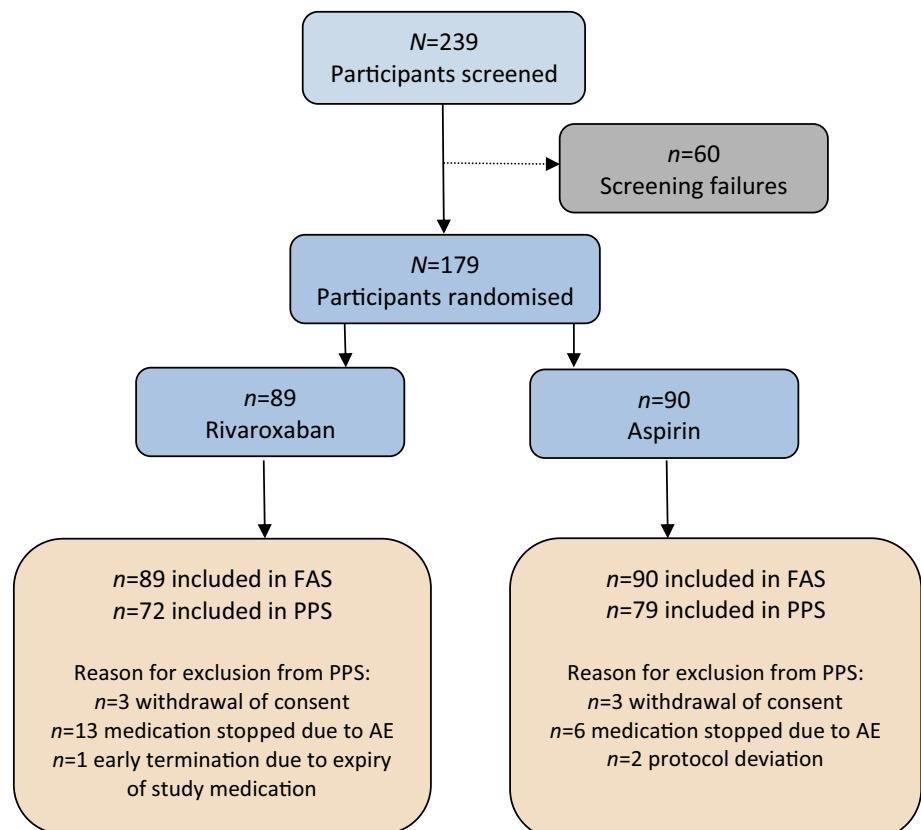 N=239
Participants screened
n=60
Screening failures
N=179
Participants randomised
n=89
Rivaroxaban
n=90
Aspirin
n=89 included in FAS
n=72 included in PPS
Reason for exclusion from PPS:
n=3 withdrawal of consent
n=13 medication stopped due to AE
n=1 early termination due to expiry
of study medication
n=90 included in FAS
n=79 included in PPS
Reason for exclusion from PPS:
n=3 withdrawal of consent
n=6 medication stopped due to AE
n=2 protocol deviation